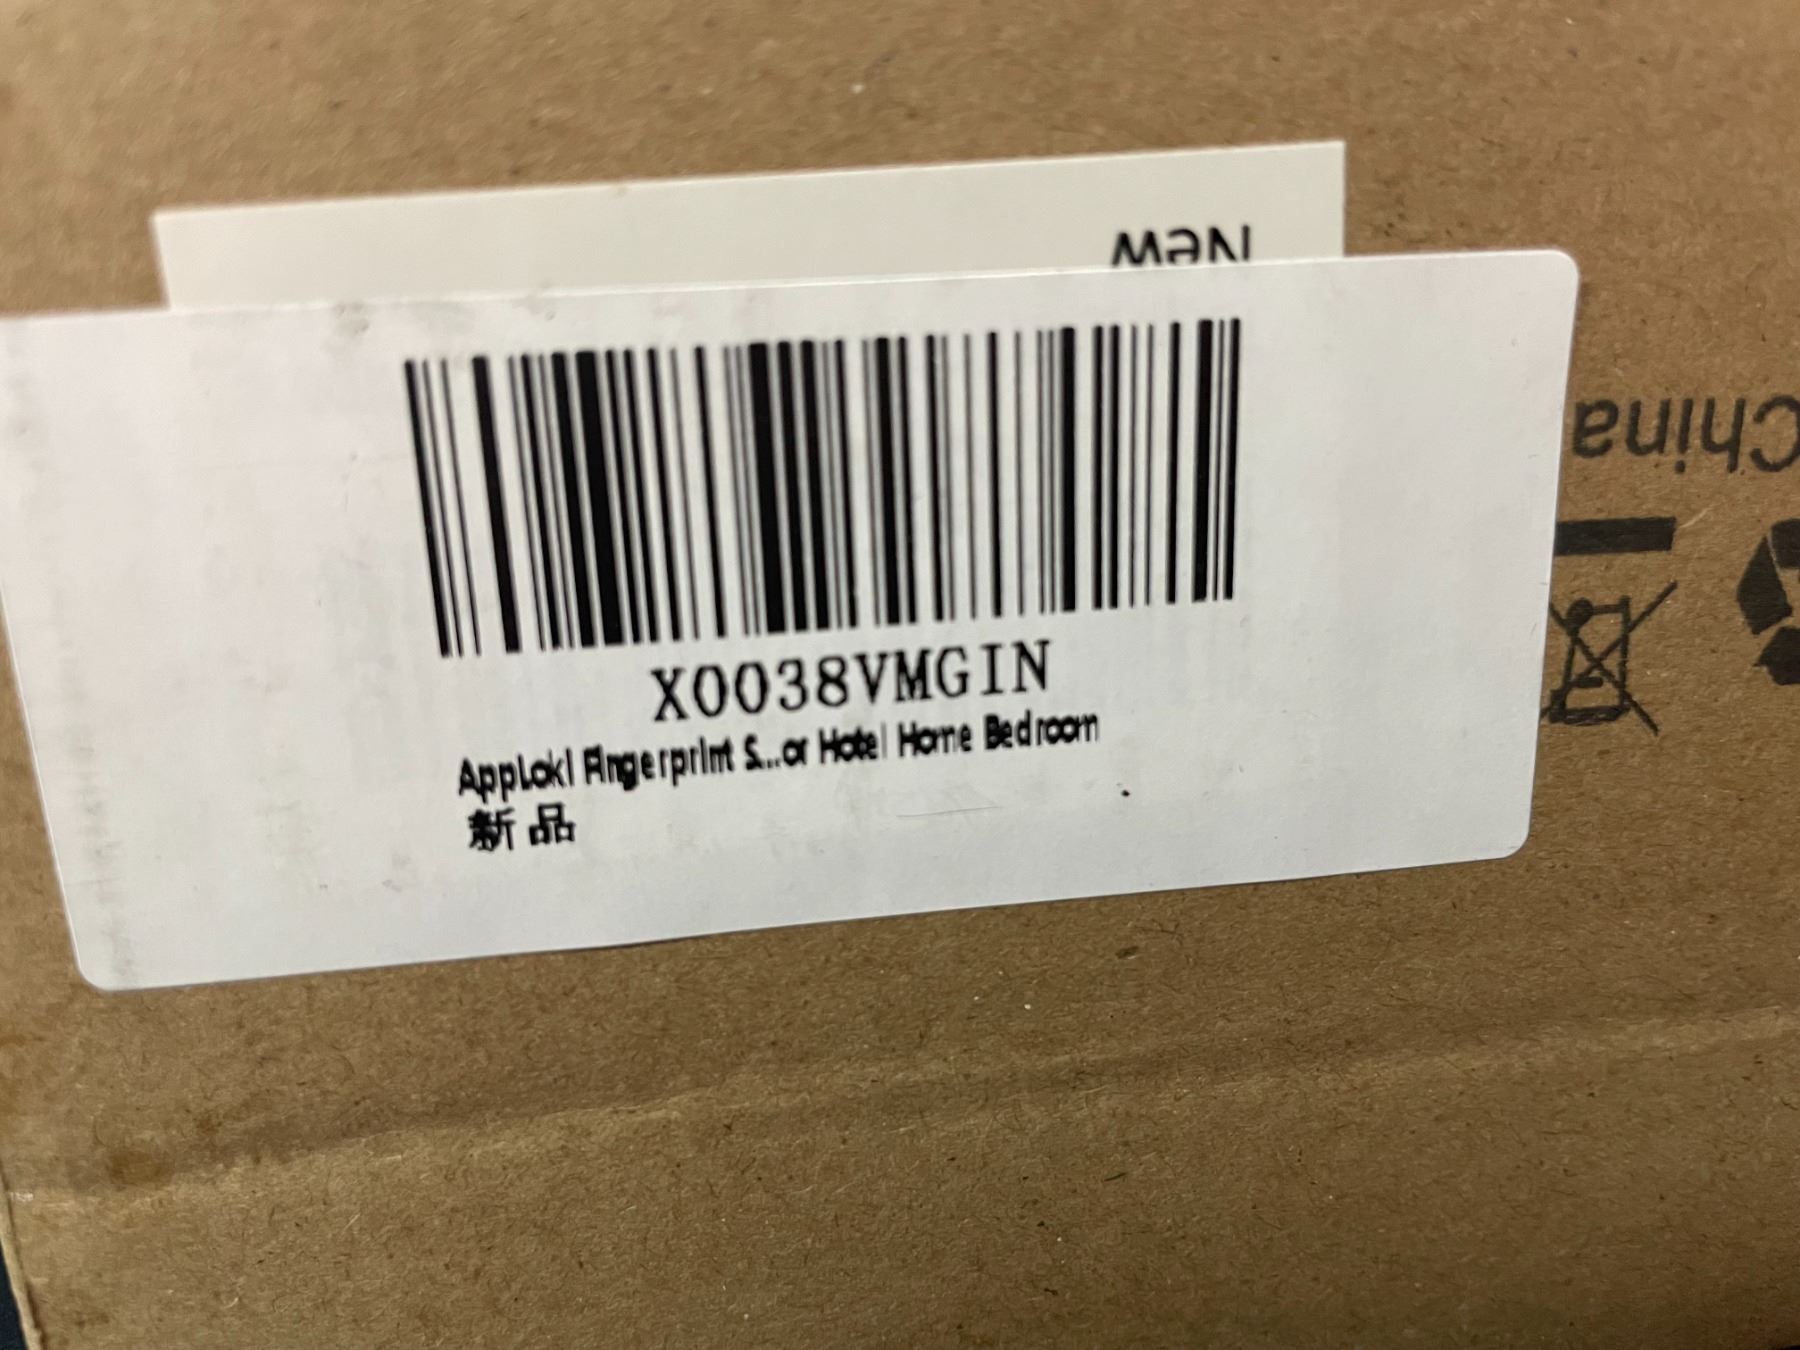 New
X0038VMGIN
AppLoki Fingerprint S...or Hotel Home Bedroom
新品
China